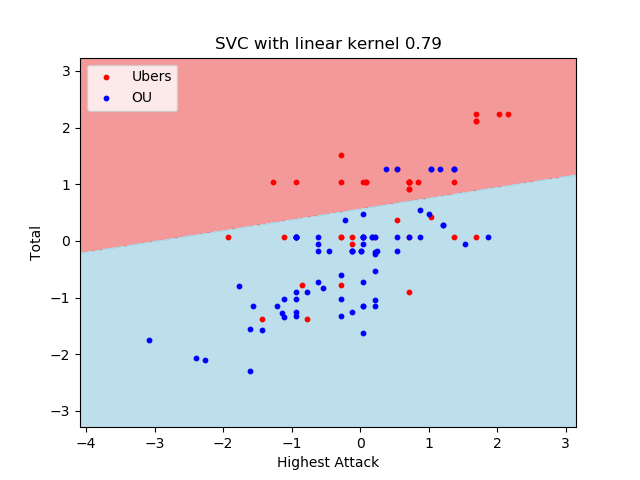 SVC with linear kernel 0.79
Ubers
OU
3
2
1
0
−1
−2
−3
Total
−4 −3 −2 −1 0 1 2 3
Highest Attack